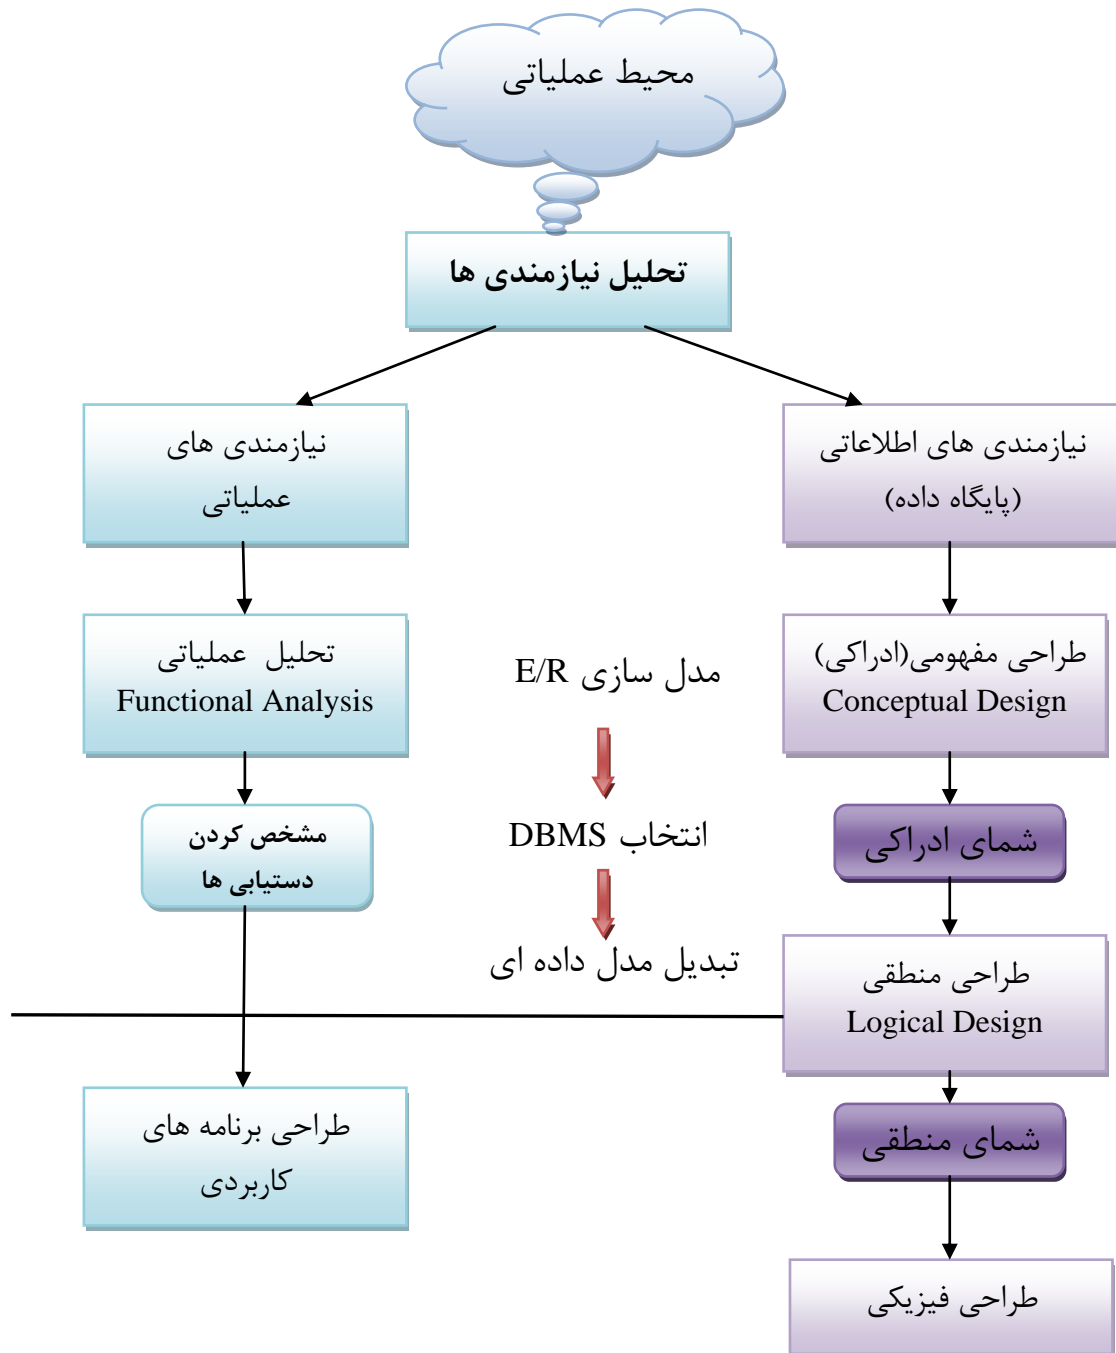 محیط عملیاتی
تحلیل نیازمندی ها
نیازمندی های اطلاعاتی
(پایگاه داده)
نیازمندی های
عملیاتی
طراحی مفهومی(ادراکی)
Conceptual Design
مدل سازی E/R
تحلیل عملیاتی
Functional Analysis
شمای ادراکی
انتخاب DBMS
مشخص کردن
دستیابی ها
طراحی منطقی
Logical Design
تبدیل مدل داده ای
شمای منطقی
طراحی برنامه های
کاربردی
طراحی فیزیکی